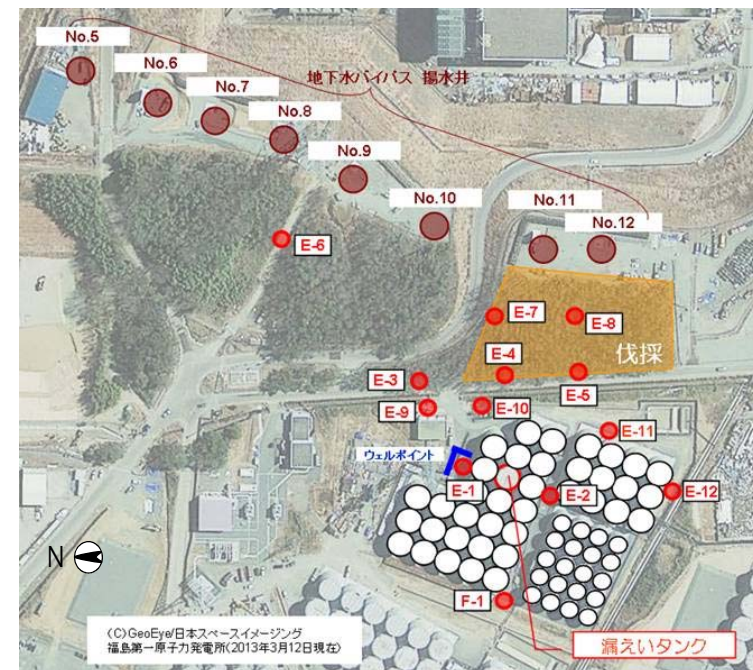 No.5
No.6
No.7
地下水バイパス 揚水井
No.8
No.9
No.10
No.11
No.12
E-6
E-7
E-8
伐採
E-4
E-3
E-5
E-9
E-10
E-11
ウェルポイント
E-1
E-2
E-12
N
F-1
(C)GeoEye/日本スペースイメージング
福島第一原子力発電所(2013年3月12日現在)
漏えいタンク